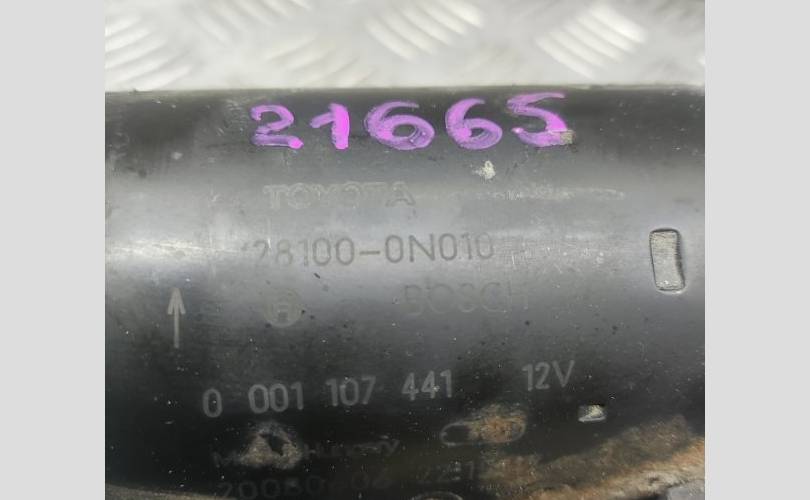 21665
TOYOTA
28100-0N010
BOSCH
0 001 107 441 12V